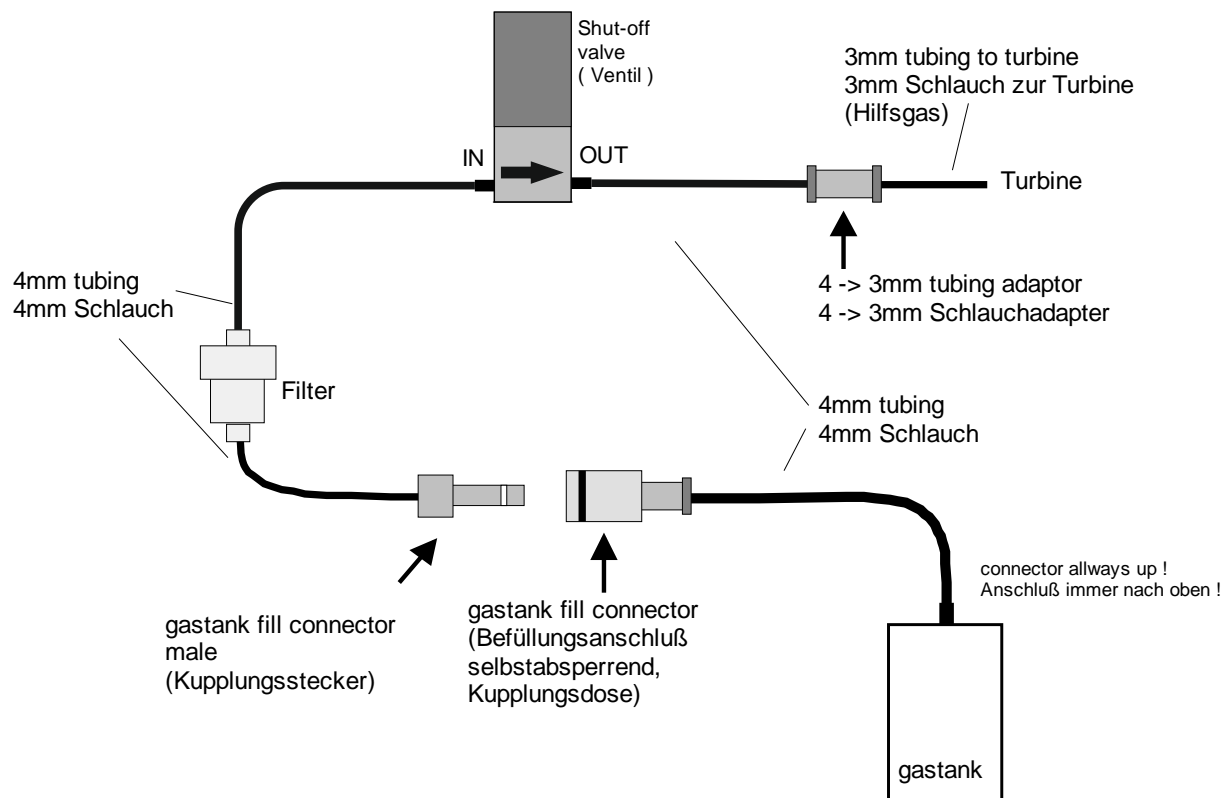 Shut-off
valve
( Ventil )
3mm tubing to turbine
3mm Schlauch zur Turbine
(Hilfsgas)
IN
OUT
Turbine
4mm tubing
4mm Schlauch
4 -> 3mm tubing adaptor
4 -> 3mm Schlauchadapter
Filter
4mm tubing
4mm Schlauch
connector allways up !
Anschluß immer nach oben !
gastank fill connector
male
(Kupplungsstecker)
gastank fill connector
(Befüllungsanschluß
selbstabsperrend,
Kupplungsdose)
gastank